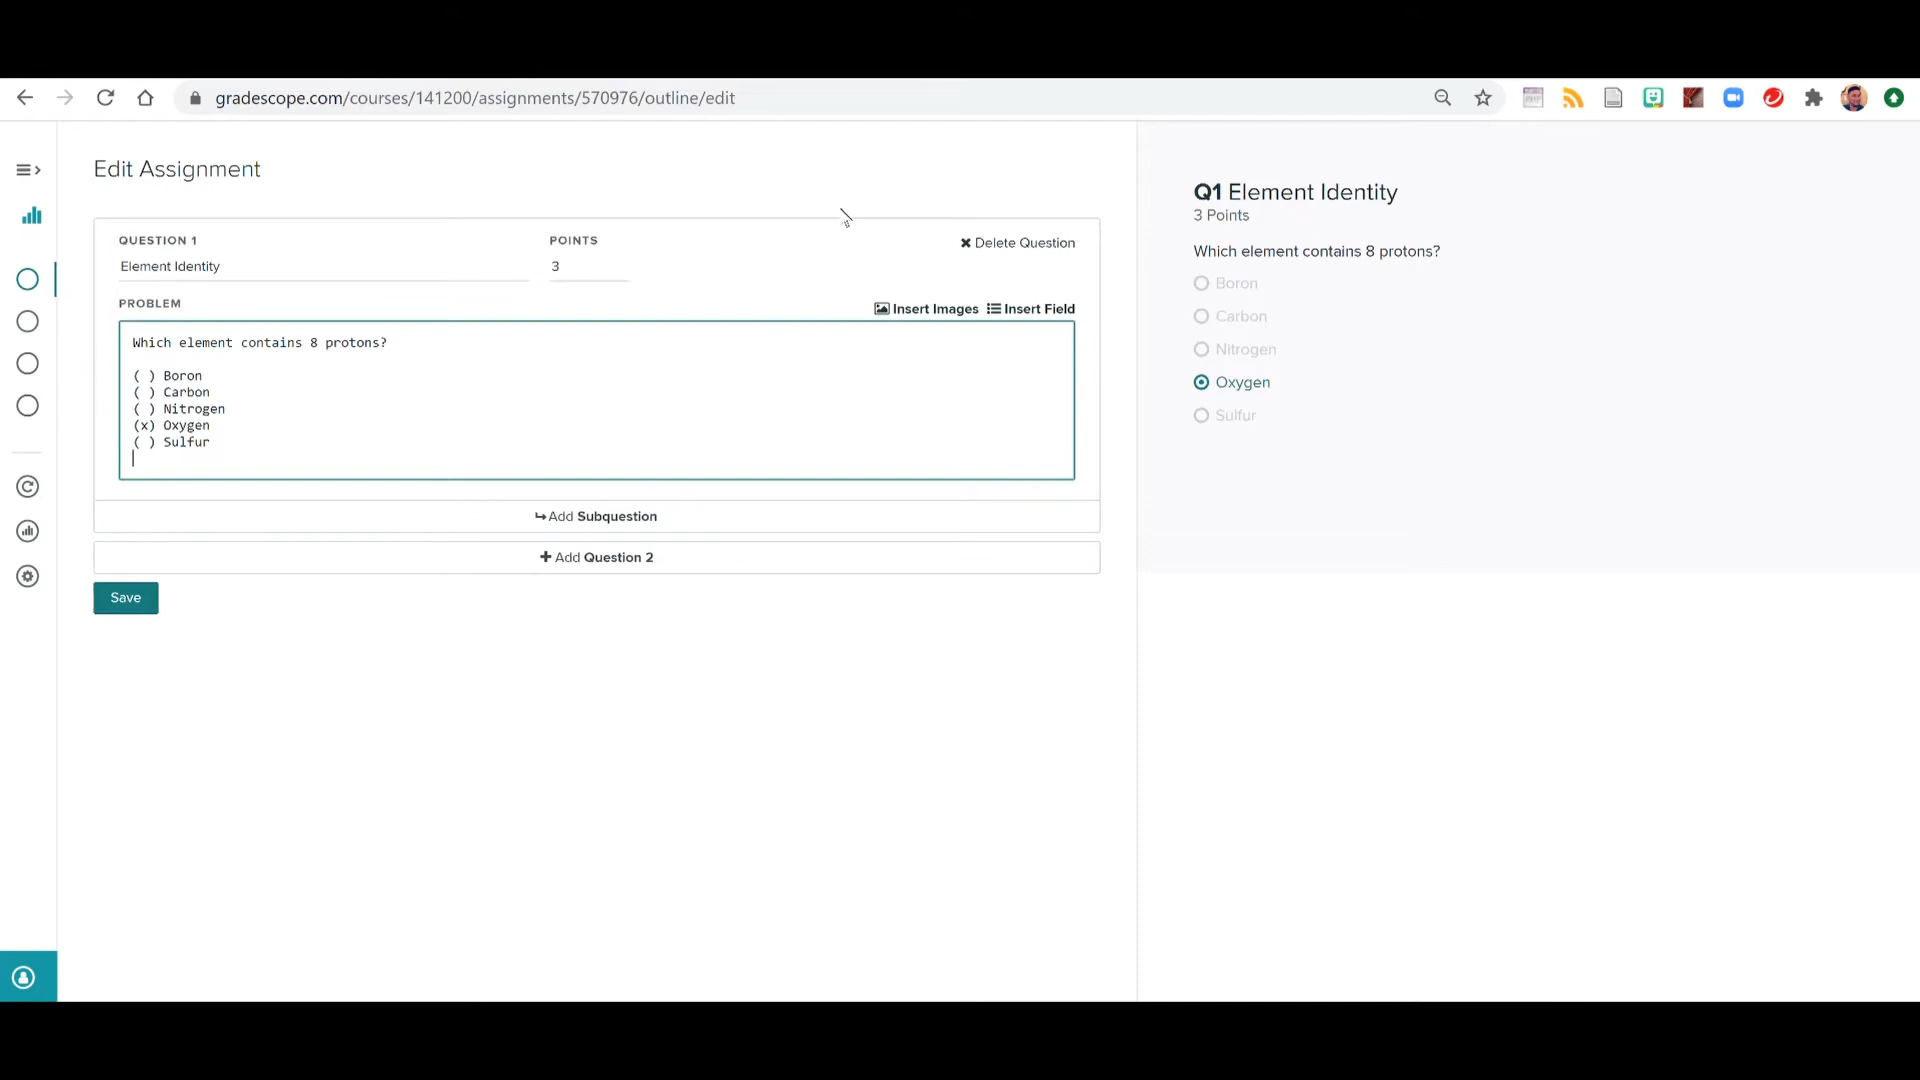 gradescope.com/courses/141200/assignments/570976/outline/edit
Edit Assignment
QUESTION 1
POINTS
✖ Delete Question
Element Identity
3
PROBLEM
Insert Images
Insert Field
Which element contains 8 protons?
( ) Boron
( ) Carbon
( ) Nitrogen
(x) Oxygen
( ) Sulfur
↳Add Subquestion
+ Add Question 2
Save
Q1 Element Identity
3 Points
Which element contains 8 protons?
Boron
Carbon
Nitrogen
Oxygen
Sulfur